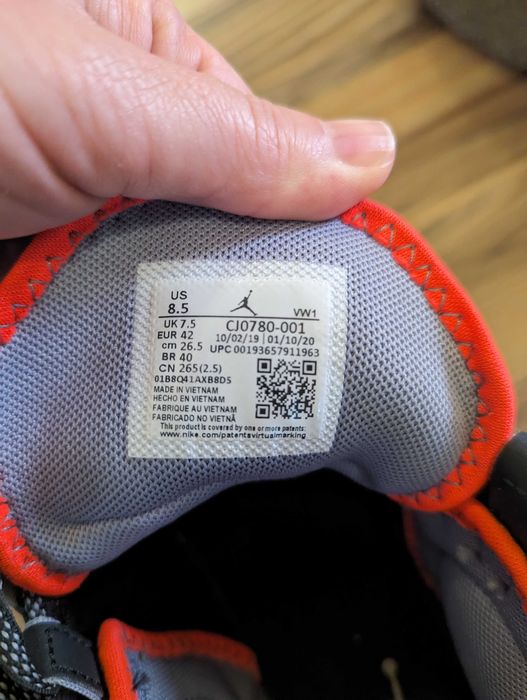 US
8.5
VW1
UK 7.5
CJ0780-001
EUR 42
10/02/19 | 01/10/20
cm 26.5
UPC 00193657911963
BR 40
CN 265(2.5)
01B8Q41AXB8D5
MADE IN VIETNAM
HECHO EN VIETNAM
FABRIQUE AU VIETNAM
FABRICADO NO VIETNÃ
This product is covered by one or more patents:
www.nike.com/patentsvirtualmarking